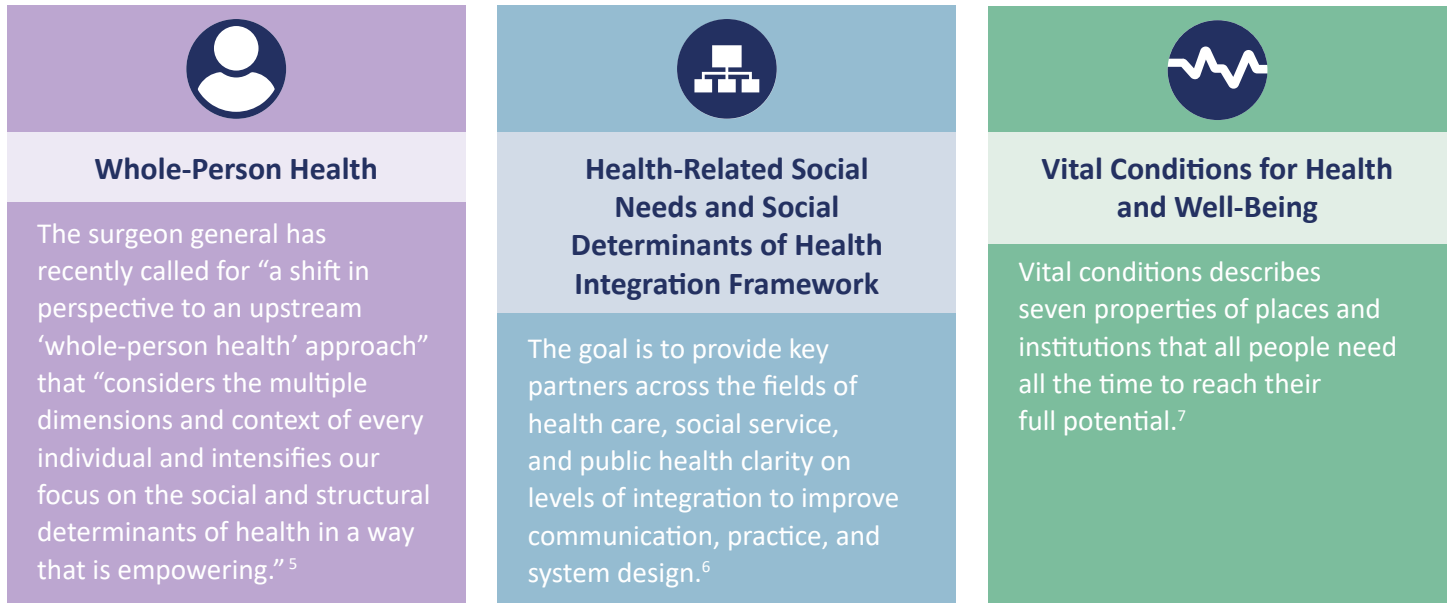 Whole-Person Health
The surgeon general has
recently called for “a shift in
perspective to an upstream
‘whole-person health’ approach”
that “considers the multiple
dimensions and context of every
individual and intensifies our
focus on the social and structural
determinants of health in a way
that is empowering.” 5
Health-Related Social
Needs and Social
Determinants of Health
Integration Framework
The goal is to provide key
partners across the fields of
health care, social service,
and public health clarity on
levels of integration to improve
communication, practice, and
system design.6
Vital Conditions for Health
and Well-Being
Vital conditions describes
seven properties of places and
institutions that all people need
all the time to reach their
full potential.7